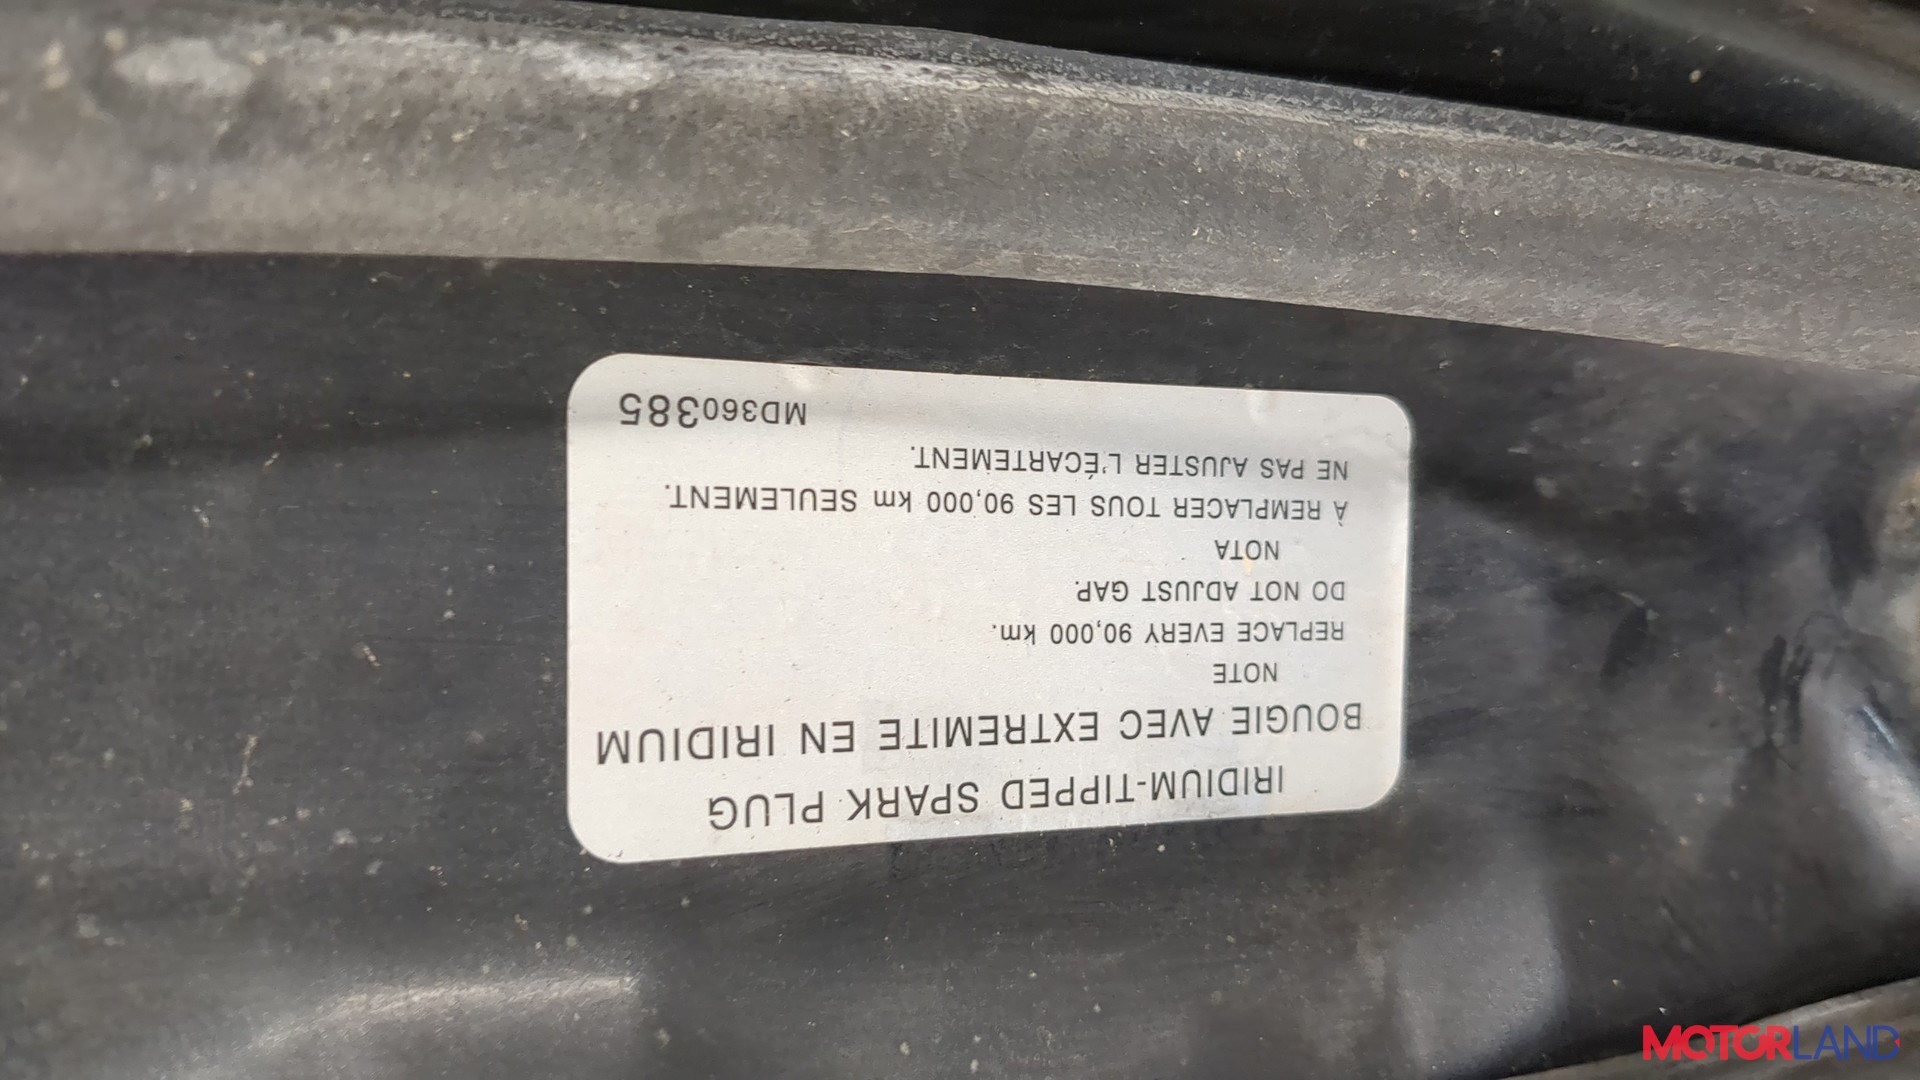 IRIDIUM-TIPPED SPARK PLUG
BOUGIE AVEC EXTREMITE EN IRIDIUM
NOTE
REPLACE EVERY 90,000 km.
DO NOT ADJUST GAP.
NOTA
À REMPLACER TOUS LES 90,000 km SEULEMENT.
NE PAS AJUSTER L'ÉCARTEMENT.
MD360385
MOTORLAND